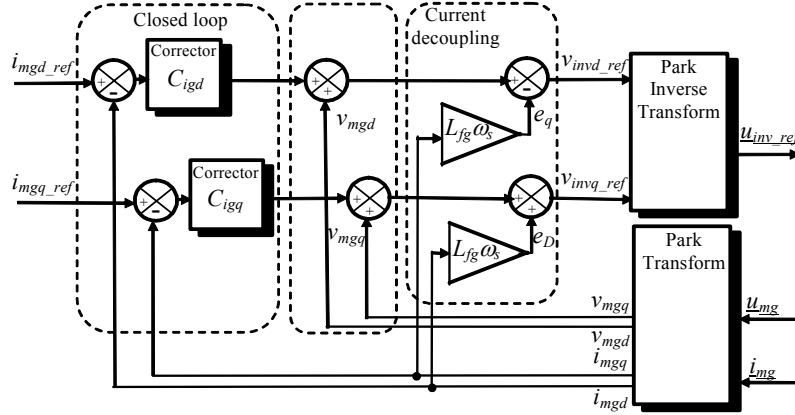 Closed loop
Current
decoupling
i_mgd_ref
Corrector
C_igd
v_mgd
L_fg ω_s
e_q
v_invd_ref
Park
Inverse
Transform
u_inv_ref
i_mgq_ref
Corrector
C_igq
v_mgq
L_fg ω_s
e_D
v_invq_ref
Park
Transform
v_mgq
v_mgd
i_mgq
i_mgd
u_mg
i_mg